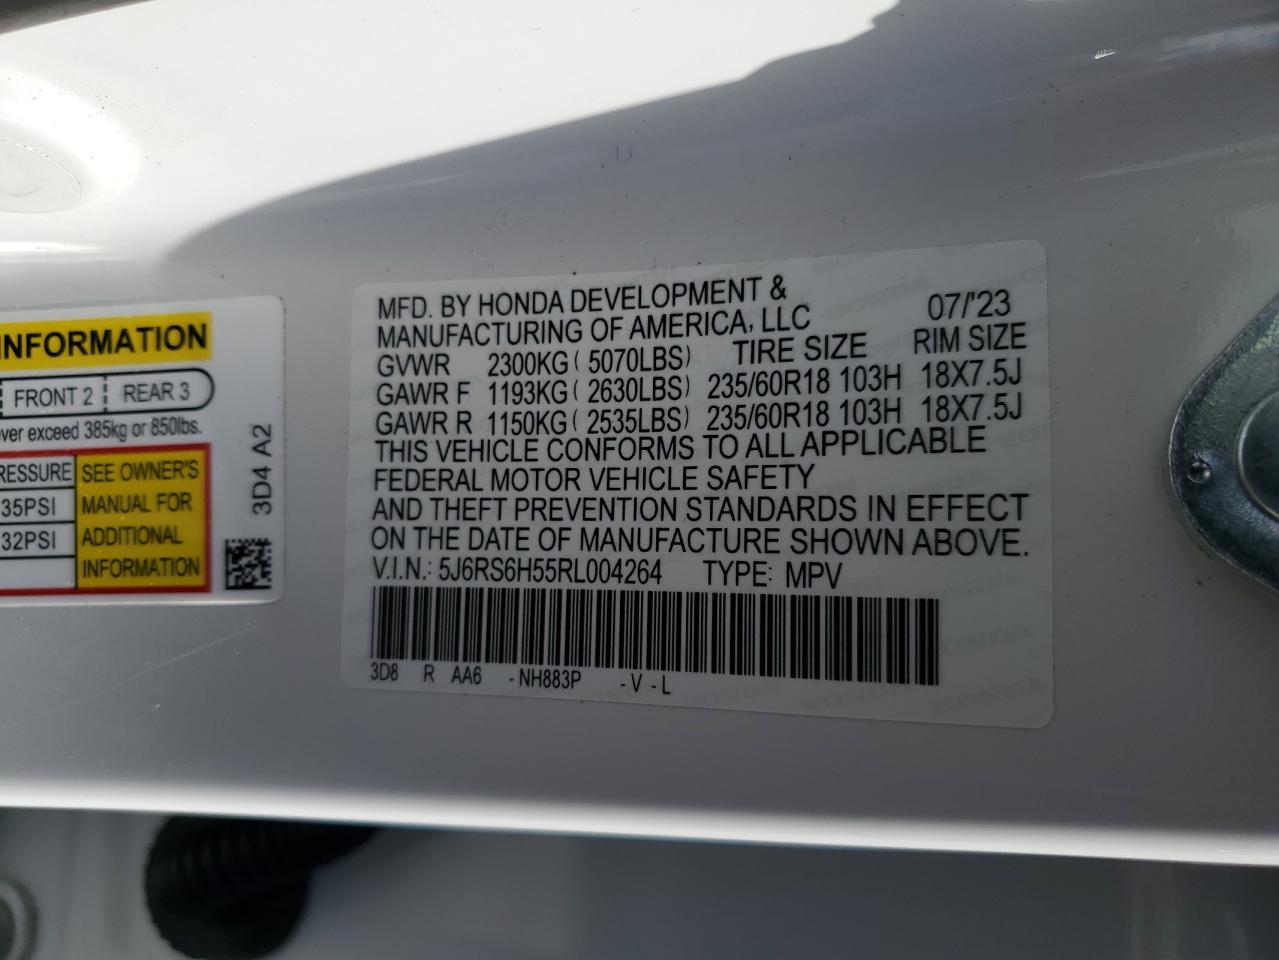 INFORMATION
FRONT 2 REAR 3
ver exceed 385kg or 850lbs.
RESSURE SEE OWNER'S
35PSI MANUAL FOR
32PSI ADDITIONAL
INFORMATION
3D4 A2
MFD. BY HONDA DEVELOPMENT & 07/'23
MANUFACTURING OF AMERICA, LLC
GVWR 2300KG (5070LBS) TIRE SIZE RIM SIZE
GAWR F 1193KG (2630LBS) 235/60R18 103H 18X7.5J
GAWR R 1150KG (2535LBS) 235/60R18 103H 18X7.5J
THIS VEHICLE CONFORMS TO ALL APPLICABLE
FEDERAL MOTOR VEHICLE SAFETY
AND THEFT PREVENTION STANDARDS IN EFFECT
ON THE DATE OF MANUFACTURE SHOWN ABOVE.
V.I.N.: 5J6RS6H55RL004264 TYPE: MPV
3D8 R AA6 -NH883P -V-L